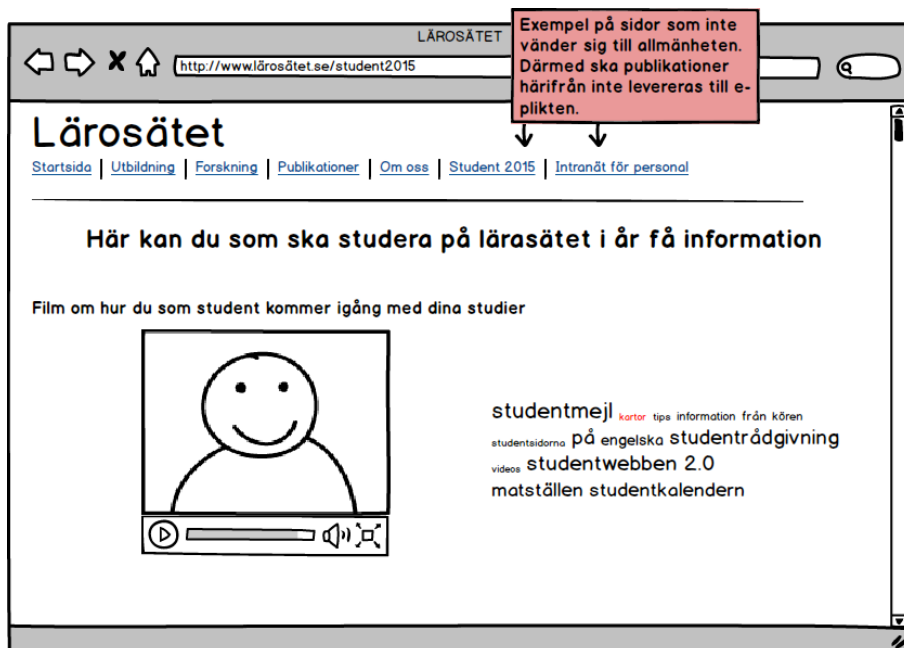 LÄROSÄTET
http://www.lärosätet.se/student2015
Exempel på sidor som inte
vänder sig till allmänheten.
Därmed ska publikationer
härifrån inte levereras till e-
plikten.
Lärosätet
Startsida | Utbildning | Forskning | Publikationer | Om oss | Student 2015 | Intranät för personal
Här kan du som ska studera på lärasätet i år få information
Film om hur du som student kommer igång med dina studier
studentmejl kartor tips information från kören
studentsidorna på engelska studentrådgivning
videos studentwebben 2.0
matställen studentkalendern